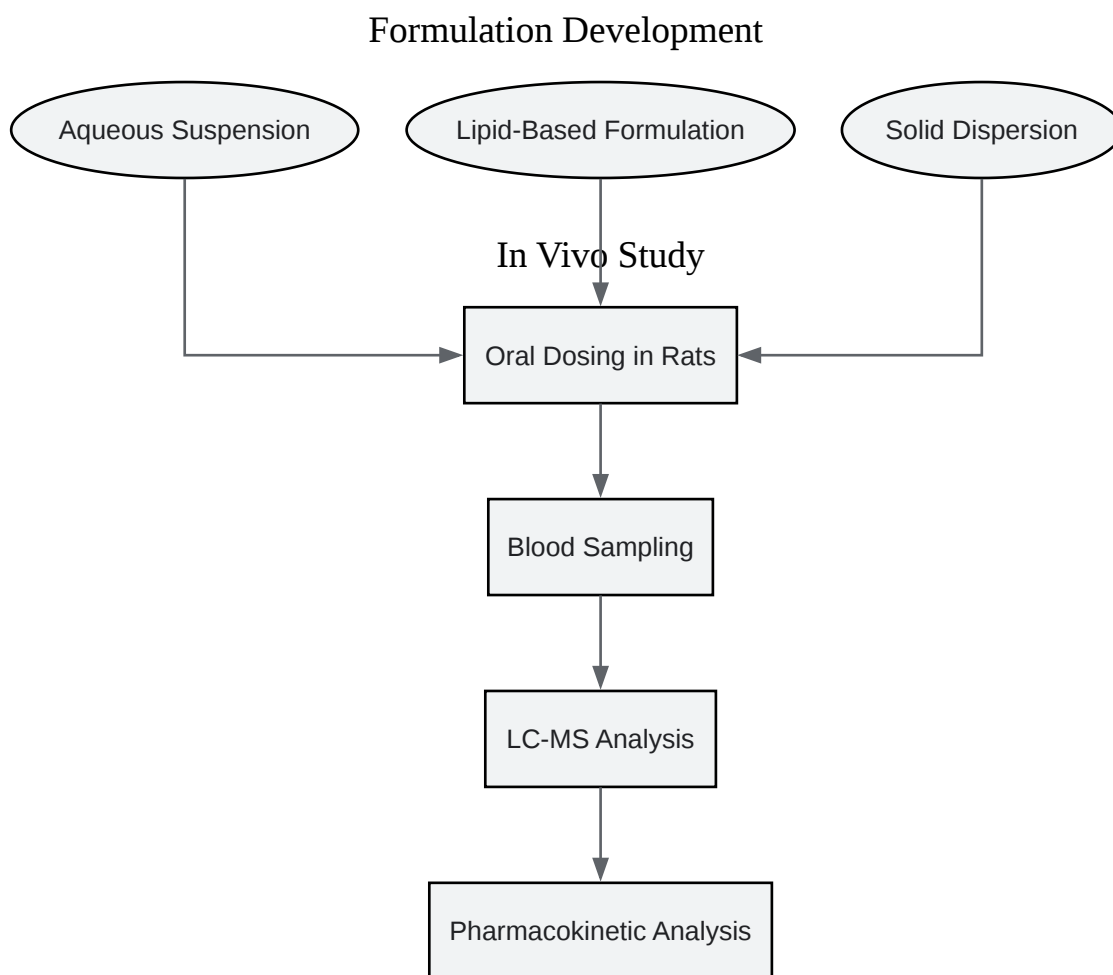 Formulation Development
Aqueous Suspension
Lipid-Based Formulation
Solid Dispersion
In Vivo Study
Oral Dosing in Rats
Blood Sampling
LC-MS Analysis
Pharmacokinetic Analysis